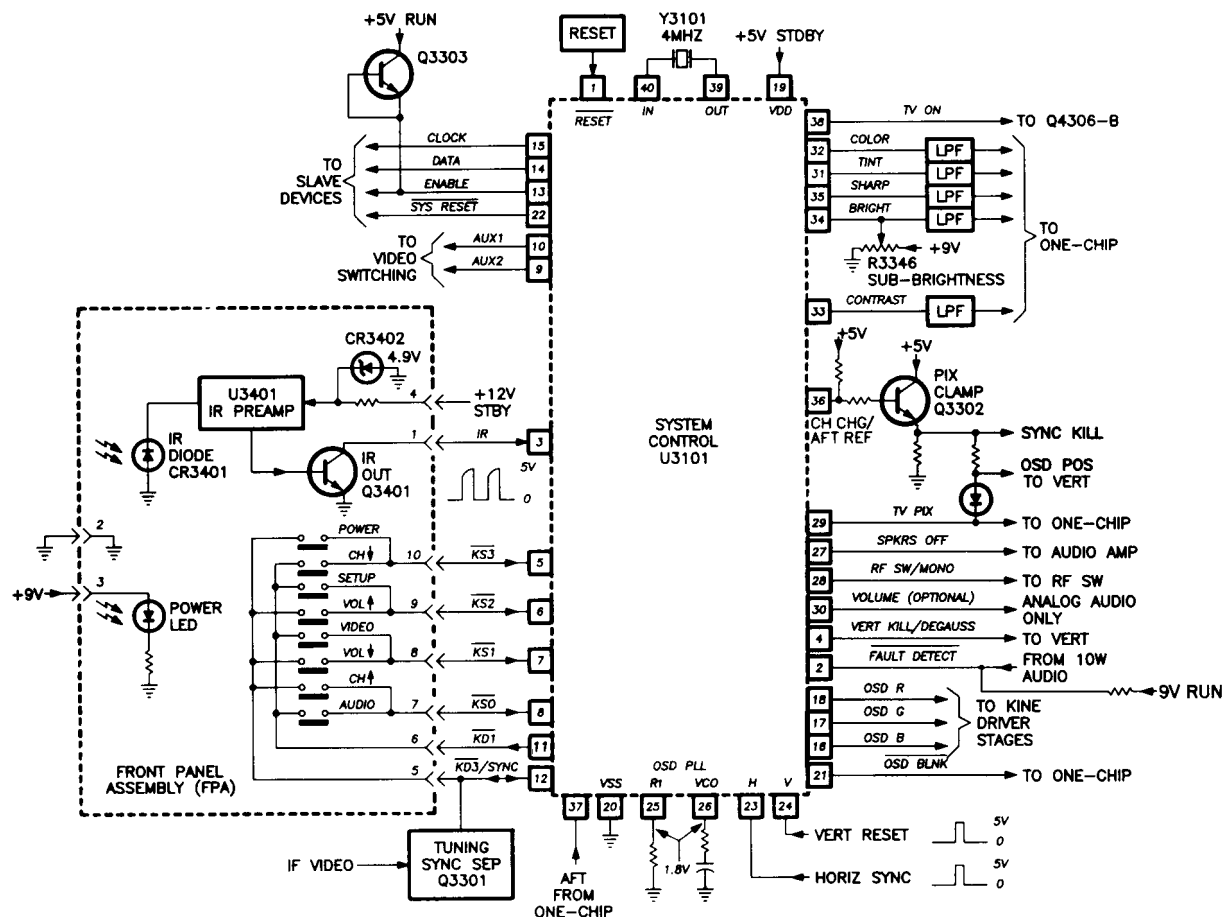 +5V RUN
Q3303
RESET
Y3101
4MHZ
+5V STDBY
1
40
39
19
RESET
IN
OUT
VDD
TO
SLAVE
DEVICES
CLOCK
15
DATA
14
ENABLE
13
SYS RESET
22
TO
VIDEO
SWITCHING
AUX1
10
AUX2
9
38
TV ON
TO Q4306-B
32
COLOR
LPF
31
TINT
LPF
35
SHARP
LPF
34
BRIGHT
LPF
TO
ONE-CHIP
+9V
R3346
SUB-BRIGHTNESS
33
CONTRAST
LPF
+5V
+5V
PIX
CLAMP
Q3302
36
CH CHG/
AFT REF
SYNC KILL
OSD POS
TO VERT
SYSTEM
CONTROL
U3101
CR3402
4.9V
U3401
IR PREAMP
4
+12V
STBY
1
IR
3
IR
DIODE
CR3401
IR
OUT
Q3401
5V
0
2
+9V
3
POWER
LED
POWER
CH↓
10
KS3
5
SETUP
VOL↑
9
KS2
6
VIDEO
VOL↓
8
KS1
7
CH↑
AUDIO
7
KS0
8
6
KD1
11
5
KD3/SYNC
12
FRONT PANEL
ASSEMBLY (FPA)
29
TV PIX
TO ONE-CHIP
27
SPKRS OFF
TO AUDIO AMP
28
RF SW/MONO
TO RF SW
30
VOLUME (OPTIONAL)
ANALOG AUDIO
ONLY
4
VERT KILL/DEGAUSS
TO VERT
2
FAULT DETECT
FROM 10W
AUDIO
9V RUN
18
OSD R
17
OSD G
16
OSD B
TO KINE
DRIVER
STAGES
21
OSD BLNK
TO ONE-CHIP
OSD PLL
VSS
R1
VCO
H
V
37
20
25
26
23
24
1.8V
IF VIDEO
TUNING
SYNC SEP
Q3301
AFT
FROM
ONE-CHIP
VERT RESET
5V
0
HORIZ SYNC
5V
0